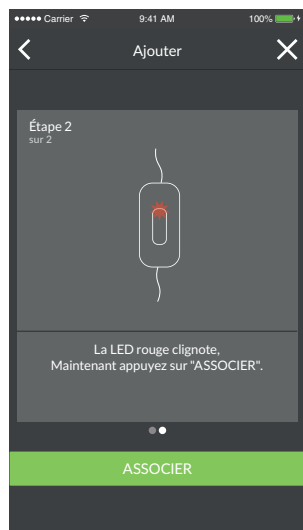 Carrier 9:41 AM 100%
Ajouter
Étape 2
sur 2
La LED rouge clignote,
Maintenant appuyez sur "ASSOCIER".
ASSOCIER